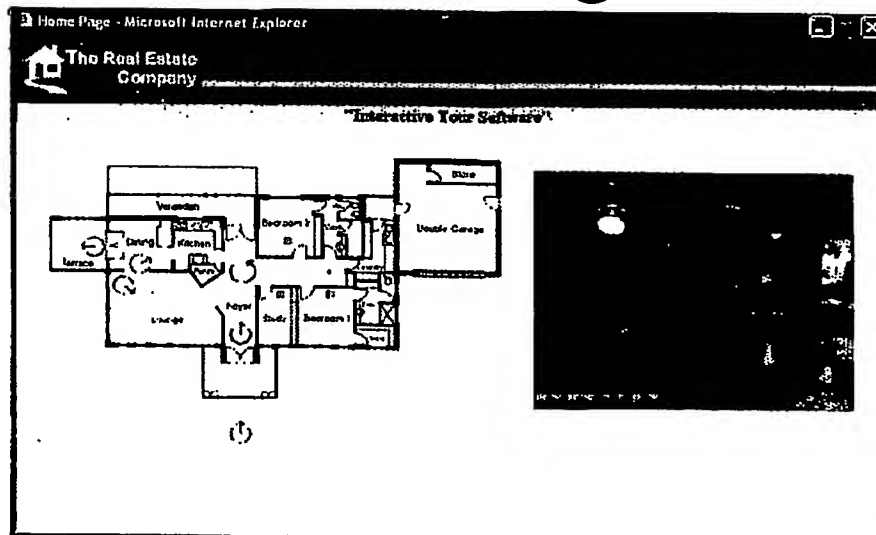 Home Page - Microsoft Internet Explorer
The Real Estate
Company
"Interactive Tour Software"
Store
Verandah
Bedroom 2
Double Garage
Dining
Kitchen
Terrace
Foyer
Lounge
Study
Bedroom 1